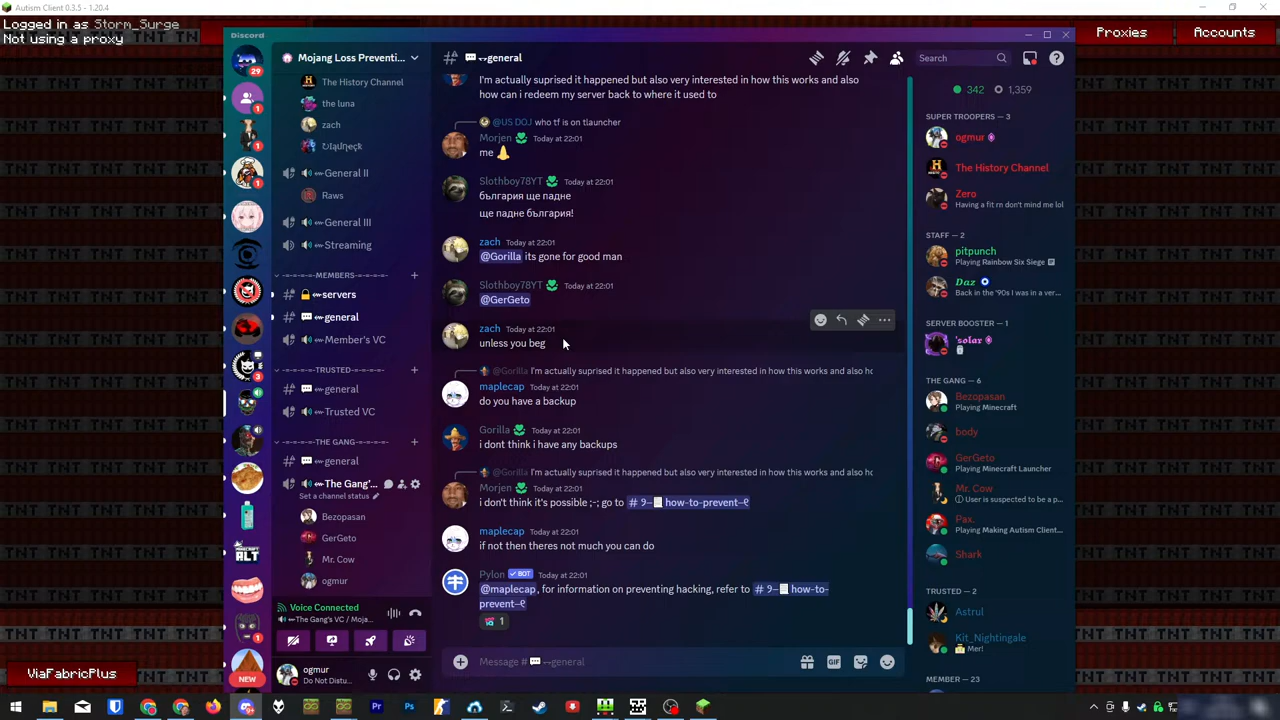 Autism Client 0.3.5 - 1.20.4
Logged in as Storm_Surge
Not using a proxy
Proxies
Accounts
Discord
29
1
1
1
3
1
NEW
Mojang Loss Preventi...
The History Channel
the luna
zach
General II
Raws
General III
Streaming
-=-=-=-=-MEMBERS-=-=-=-=-
servers
general
Member's VC
-=-=-=-=-TRUSTED-=-=-=-=-
general
Trusted VC
-=-=-=-=-THE GANG-=-=-=-=-
general
The Gang'...
Set a channel status
Bezopasan
GerGeto
Mr. Cow
ogmur
Voice Connected
The Gang's VC / Moja...
ogmur
Do Not Distu...
general
Search
I'm actually suprised it happened but also very interested in how this works and also
how can i redeem my server back to where it used to
@US DOJ who tf is on tlauncher
Morjen Today at 22:01
me 🙏
Slothboy78YT Today at 22:01
българия ще падне
ще падне българия!
zach Today at 22:01
@Gorilla its gone for good man
Slothboy78YT Today at 22:01
@GerGeto
zach Today at 22:01
unless you beg
@Gorilla I'm actually suprised it happened but also very interested in how this works and also hc
maplecap Today at 22:01
do you have a backup
Gorilla Today at 22:01
i dont think i have any backups
@Gorilla I'm actually suprised it happened but also very interested in how this works and also hc
Morjen Today at 22:01
i don't think it's possible ;-; go to # 9–how-to-prevent–
maplecap Today at 22:01
if not then theres not much you can do
Pylon BOT Today at 22:01
@maplecap, for information on preventing hacking, refer to # 9–how-to-
prevent–
1
Message # general
GIF
342 1,359
SUPER TROOPERS — 3
ogmur
The History Channel
Zero
Having a fit rn don't mind me lol
STAFF — 2
pitpunch
Playing Rainbow Six Siege
Daz
Back in the '90s I was in a ver...
SERVER BOOSTER — 1
'solar
THE GANG — 6
Bezopasan
Playing Minecraft
body
GerGeto
Playing Minecraft Launcher
Mr. Cow
User is suspected to be a p...
Pax.
Playing Making Autism Client...
Shark
TRUSTED — 2
Astrul
Kit_Nightingale
Mer!
MEMBER — 23
ViaFabricPlus